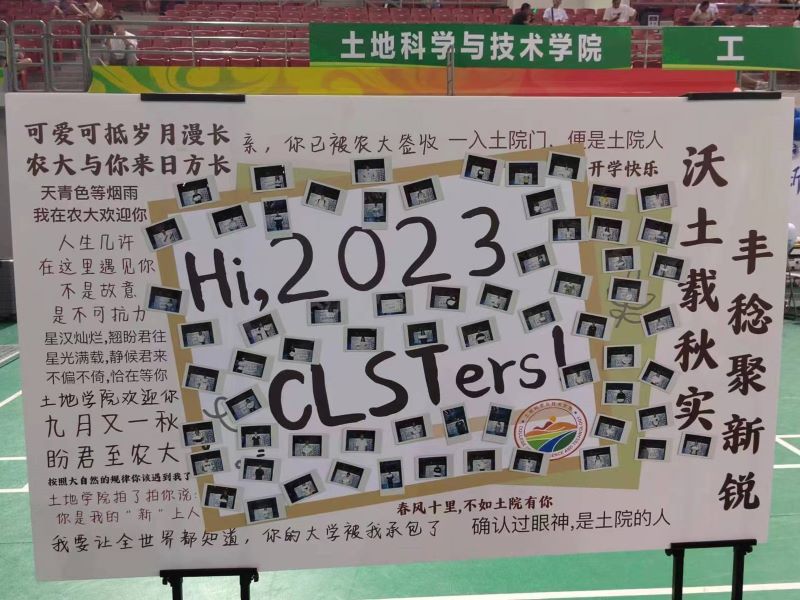 土地科学与技术学院
工
可爱可抵岁月漫长
农大与你来日方长
亲，你已被农大签收
一入土院门，便是土院人
开学快乐
天青色等烟雨
我在农大欢迎你
人生几许
在这里遇见你
不是故意
是不可抗力
星汉灿烂,翘盼君往
星光满载,静候君来
不偏不倚,恰在等你
土地学院欢迎你
九月又一秋
盼君至农大
按照大自然的规律你该遇到我了
土地学院拍了拍你说:
你是我的“新”上人
我要让全世界都知道，你的大学被我承包了
春风十里,不如土院有你
确认过眼神,是土院的人
Hi,2023
CLSTers!
沃土载秋实
丰稔聚新锐